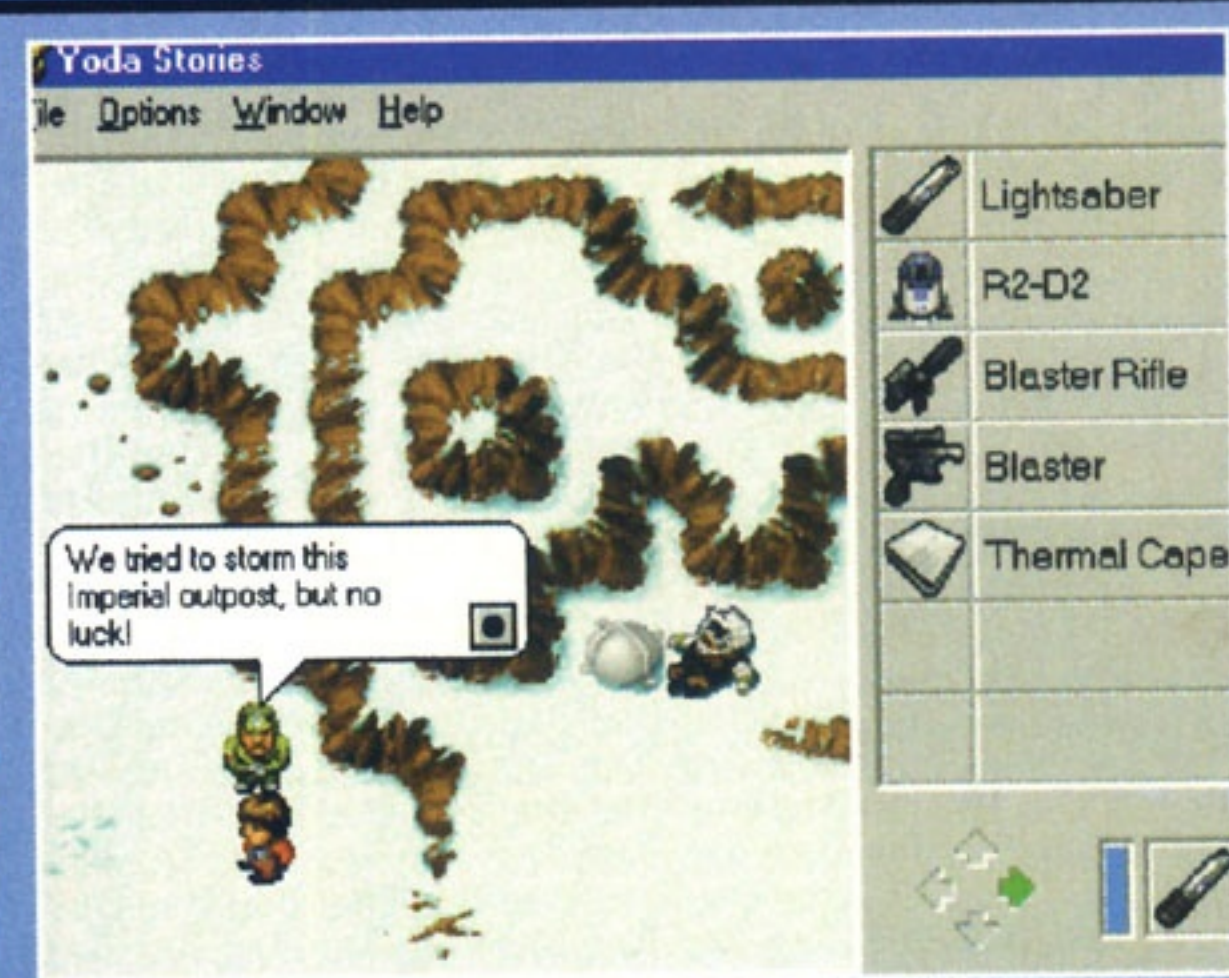 Yoda Stories
ile Options Window Help
Lightsaber
R2-D2
Blaster Rifle
Blaster
Thermal Cape
We tried to storm this
imperial outpost, but no
luck!